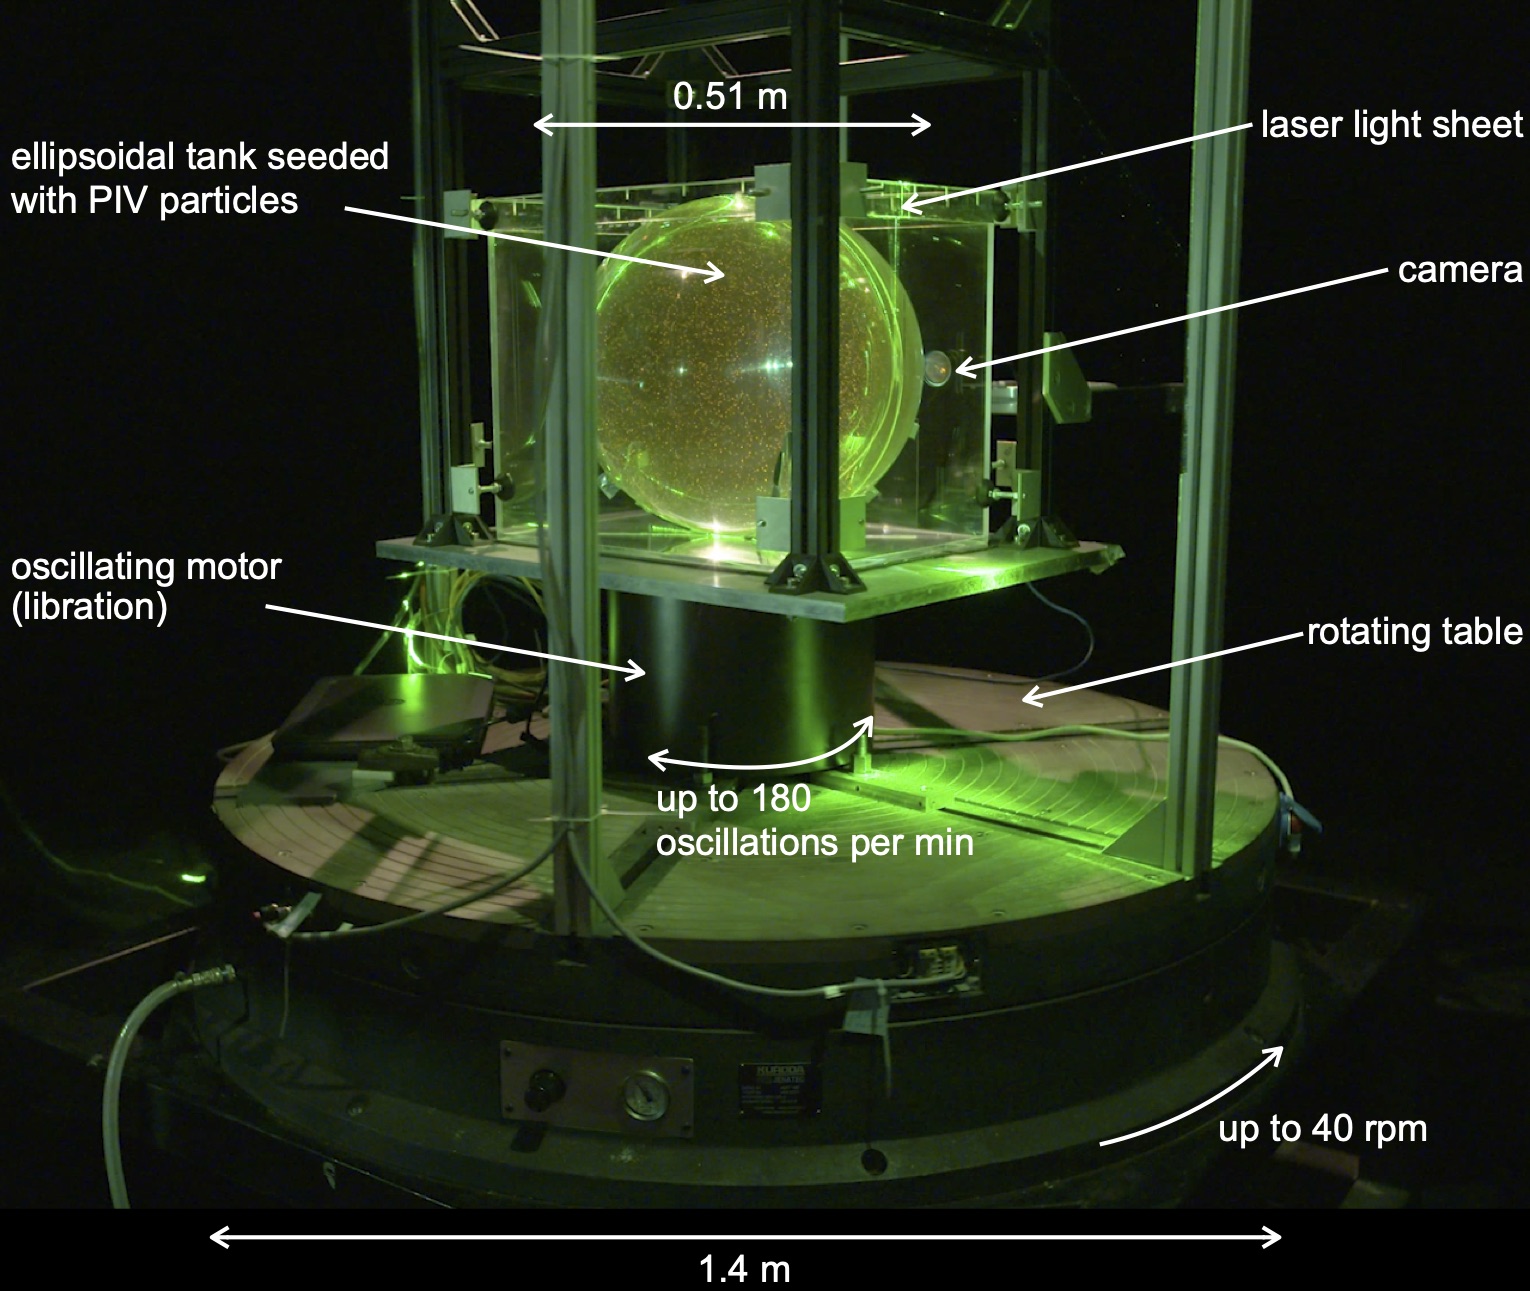 0.51 m
laser light sheet
ellipsoidal tank seeded
with PIV particles
camera
oscillating motor
(libration)
rotating table
up to 180
oscillations per min
KURODA
up to 40 rpm
1.4 m